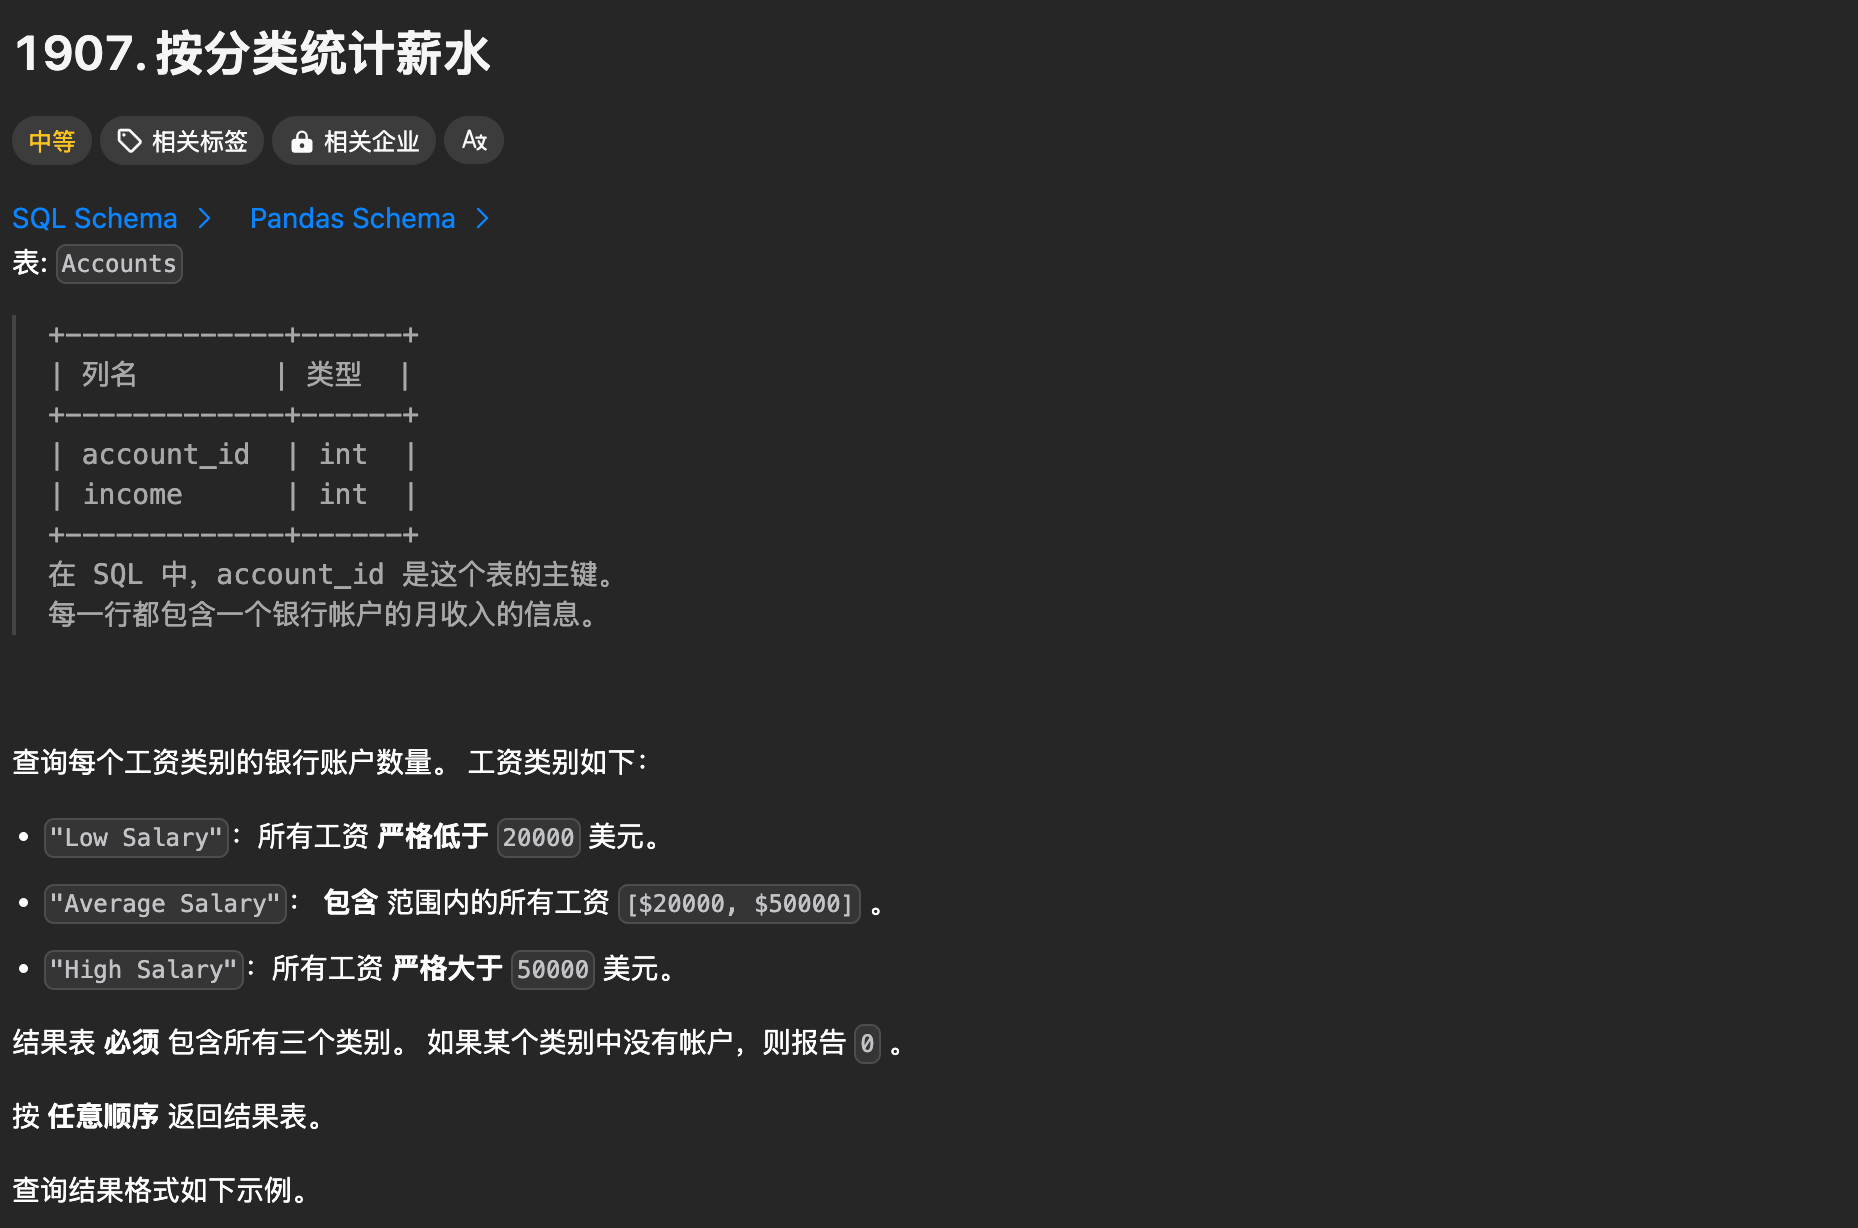 1907. 按分类统计薪水
中等 相关标签 相关企业 A文
SQL Schema > Pandas Schema >
表: Accounts
+-------------+------+
| 列名        | 类型  |
+-------------+------+
| account_id  | int  |
| income      | int  |
+-------------+------+
在 SQL 中，account_id 是这个表的主键。
每一行都包含一个银行帐户的月收入的信息。
查询每个工资类别的银行账户数量。 工资类别如下：
• "Low Salary"：所有工资 严格低于 20000 美元。
• "Average Salary"： 包含 范围内的所有工资 [$20000, $50000] 。
• "High Salary"：所有工资 严格大于 50000 美元。
结果表 必须 包含所有三个类别。 如果某个类别中没有帐户，则报告 0 。
按 任意顺序 返回结果表。
查询结果格式如下示例。